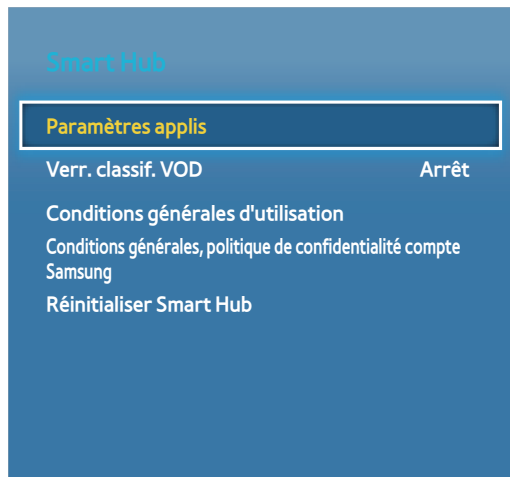 Smart Hub
Paramètres applis
Verr. classif. VOD Arrêt
Conditions générales d'utilisation
Conditions générales, politique de confidentialité compte
Samsung
Réinitialiser Smart Hub